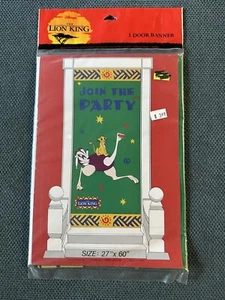 THE
LION KING
1 DOOR BANNER
JOIN THE
PARTY
LION KING
SIZE: 27" x 60"